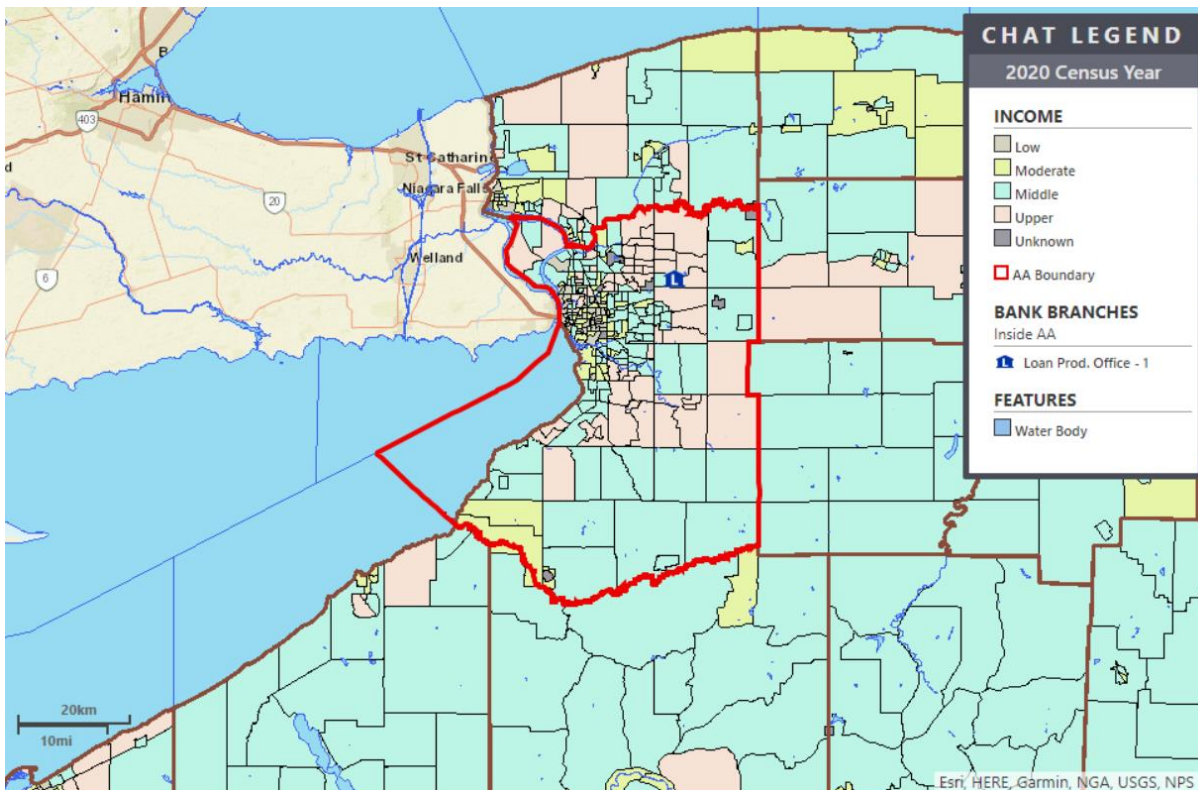 B
Hamin
403
St Catharin
Niagara Falls
d
20
Welland
6
20km
10mi
CHAT LEGEND
2020 Census Year
INCOME
Low
Moderate
Middle
Upper
Unknown
AA Boundary
BANK BRANCHES
Inside AA
L Loan Prod. Office - 1
FEATURES
Water Body
L
Esri, HERE, Garmin, NGA, USGS, NPS